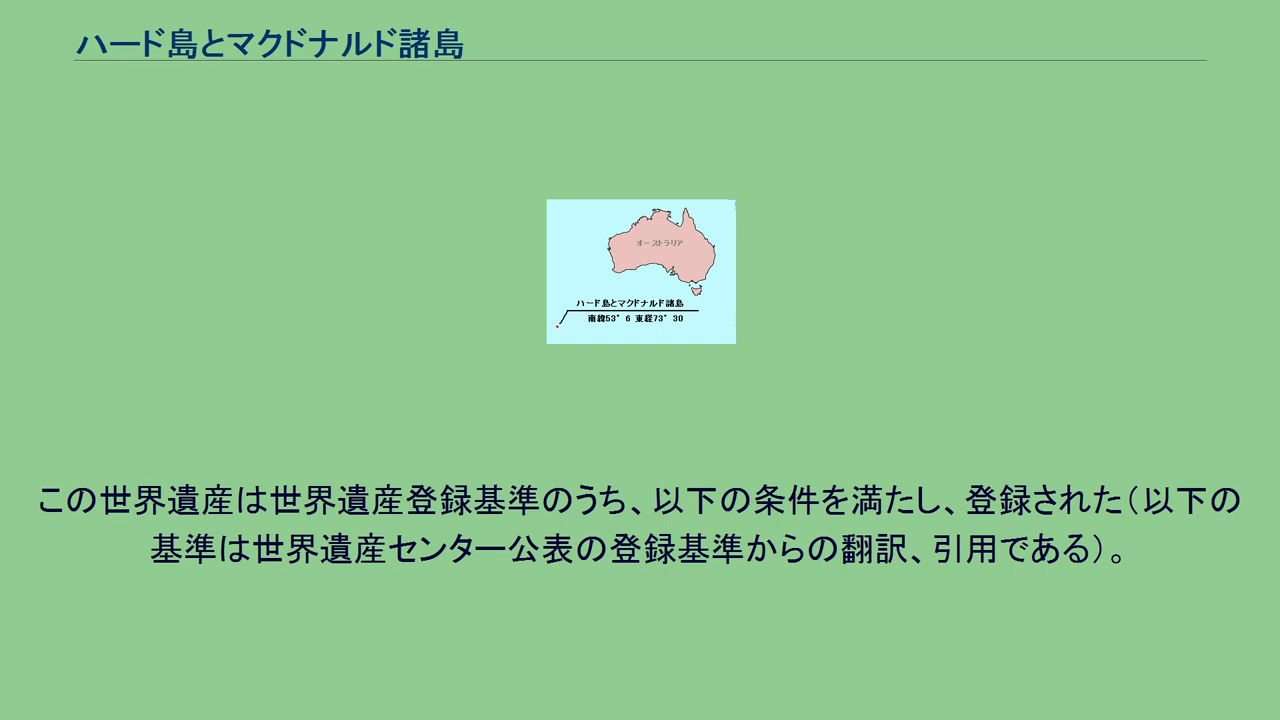 ハード島とマクドナルド諸島
オーストラリア
ハード島とマクドナルド諸島
南緯53°6 東経73°30
この世界遺産は世界遺産登録基準のうち、以下の条件を満たし、登録された（以下の
基準は世界遺産センター公表の登録基準からの翻訳、引用である）。